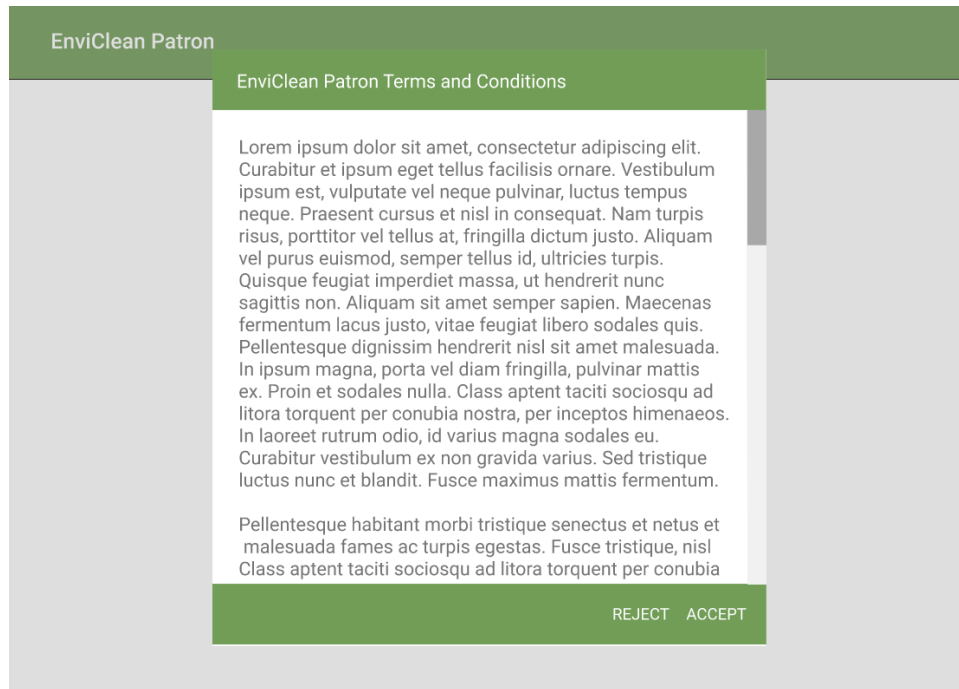 EnviClean Patron
EnviClean Patron Terms and Conditions
Lorem ipsum dolor sit amet, consectetur adipiscing elit.
Curabitur et ipsum eget tellus facilisis ornare. Vestibulum
ipsum est, vulputate vel neque pulvinar, luctus tempus
neque. Praesent cursus et nisl in consequat. Nam turpis
risus, porttitor vel tellus at, fringilla dictum justo. Aliquam
vel purus euismod, semper tellus id, ultricies turpis.
Quisque feugiat imperdiet massa, ut hendrerit nunc
sagittis non. Aliquam sit amet semper sapien. Maecenas
fermentum lacus justo, vitae feugiat libero sodales quis.
Pellentesque dignissim hendrerit nisl sit amet malesuada.
In ipsum magna, porta vel diam fringilla, pulvinar mattis
ex. Proin et sodales nulla. Class aptent taciti sociosqu ad
litora torquent per conubia nostra, per inceptos himenaeos.
In laoreet rutrum odio, id varius magna sodales eu.
Curabitur vestibulum ex non gravida varius. Sed tristique
luctus nunc et blandit. Fusce maximus mattis fermentum.
Pellentesque habitant morbi tristique senectus et netus et
malesuada fames ac turpis egestas. Fusce tristique, nisl
Class aptent taciti sociosqu ad litora torquent per conubia
REJECT ACCEPT